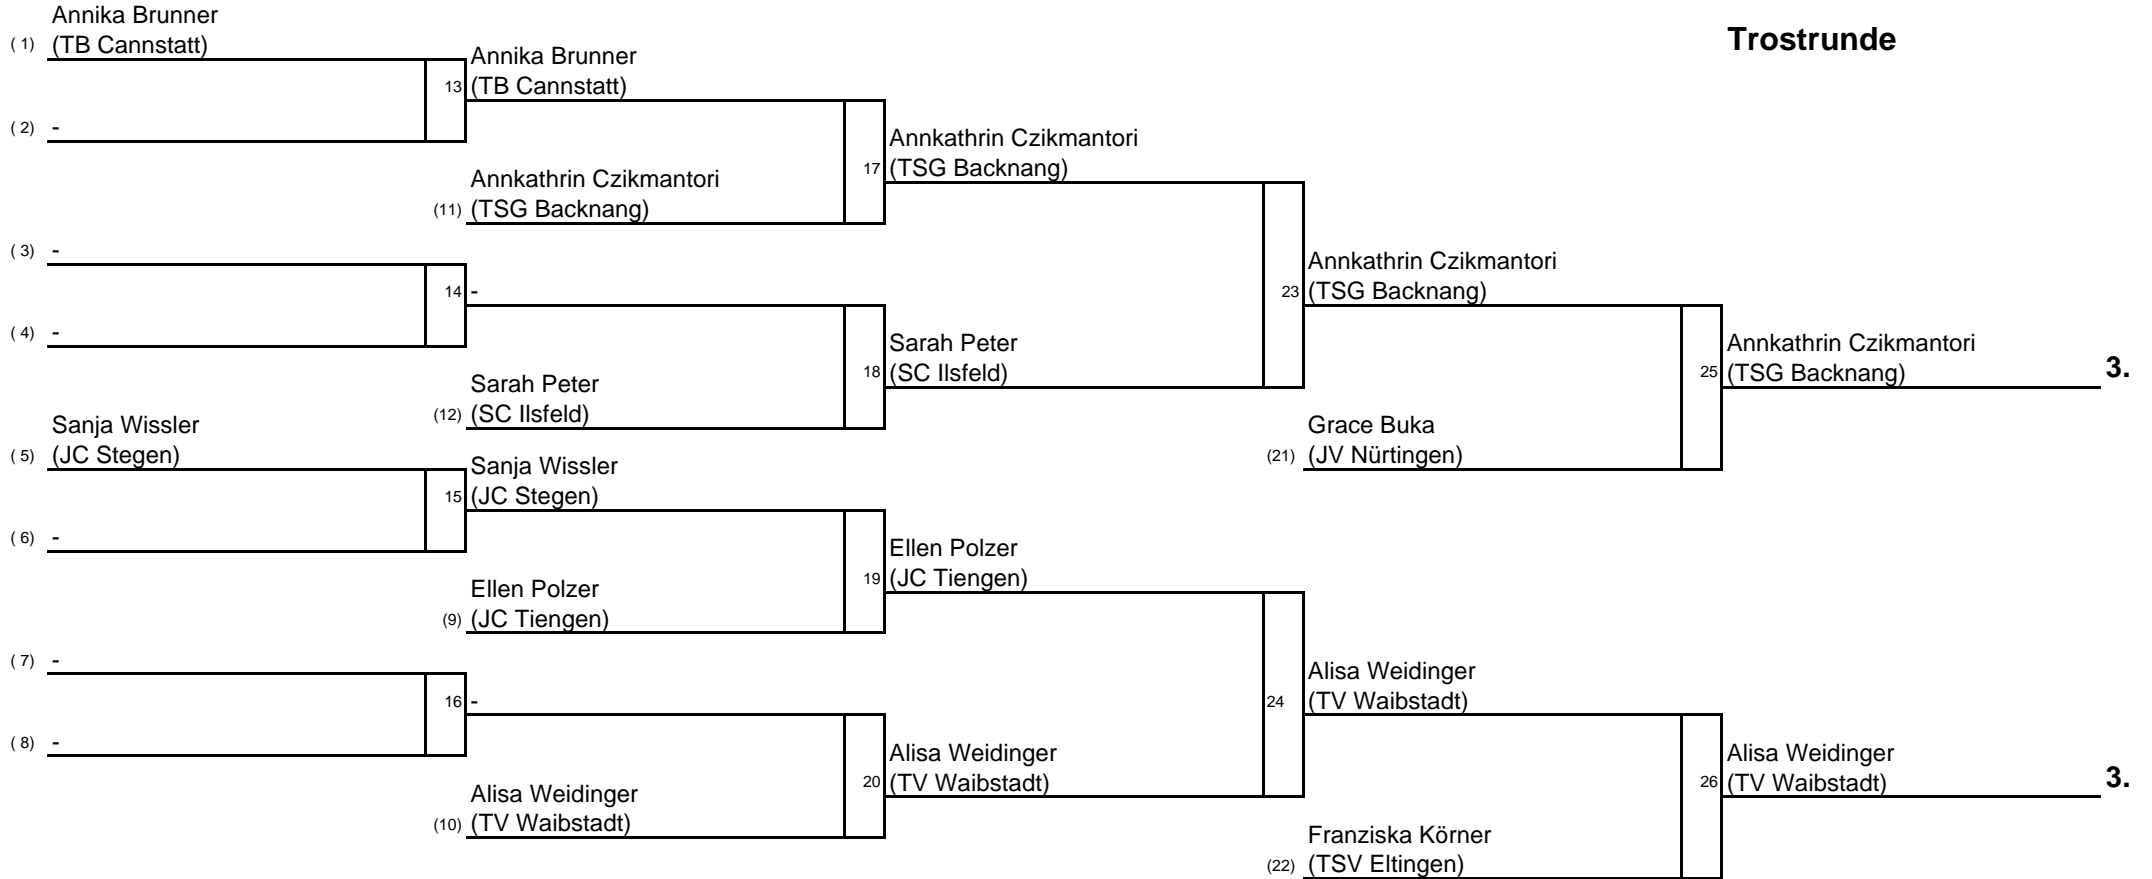 Trostrunde
Annika Brunner
( 1) (TB Cannstatt)
Annika Brunner
13 (TB Cannstatt)
( 2) -
Annkathrin Czikmantori
17 (TSG Backnang)
Annkathrin Czikmantori
(11) (TSG Backnang)
( 3) -
Annkathrin Czikmantori
14 -
23 (TSG Backnang)
( 4) -
Sarah Peter
18 (SC Ilsfeld)
Annkathrin Czikmantori
25 (TSG Backnang) 3.
Sarah Peter
(12) (SC Ilsfeld)
Sanja Wissler
( 5) (JC Stegen)
Grace Buka
(21) (JV Nürtingen)
Sanja Wissler
15 (JC Stegen)
( 6) -
Ellen Polzer
19 (JC Tiengen)
Ellen Polzer
(9) (JC Tiengen)
( 7) -
Alisa Weidinger
16 -
24 (TV Waibstadt)
( 8) -
Alisa Weidinger
20 (TV Waibstadt)
Alisa Weidinger
26 (TV Waibstadt) 3.
Alisa Weidinger
(10) (TV Waibstadt)
Franziska Körner
(22) (TSV Eltingen)